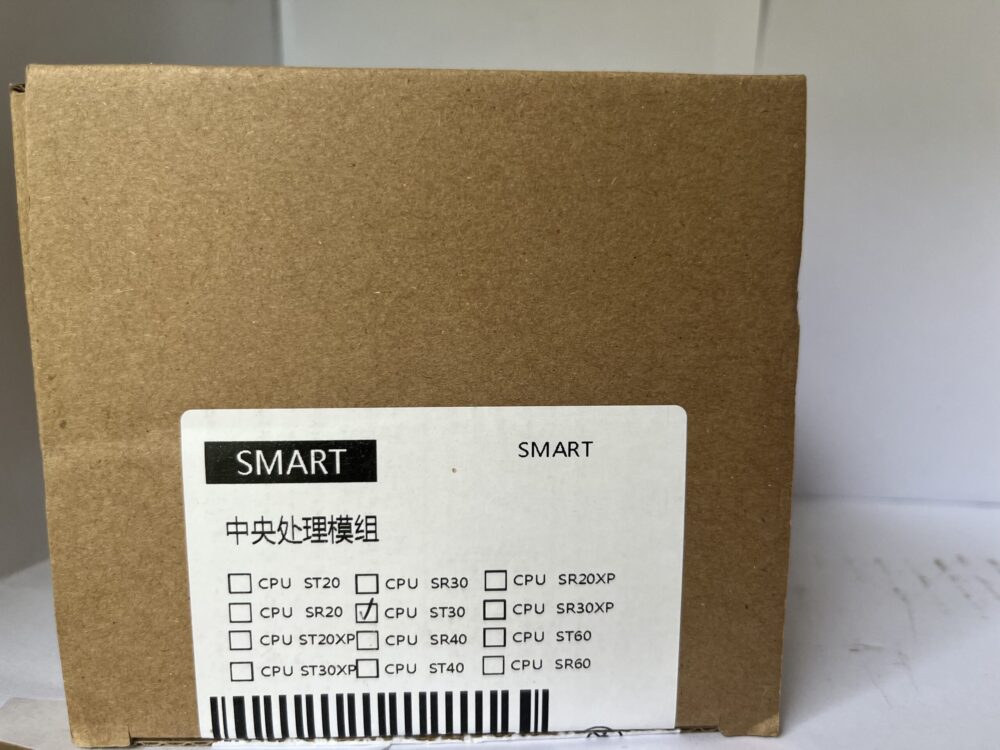 SMART SMART
中央处理模组
CPU ST20 CPU SR30 CPU SR20XP
CPU SR20 CPU ST30 CPU SR30XP
CPU ST20XP CPU SR40 CPU ST60
CPU ST30XP CPU ST40 CPU SR60